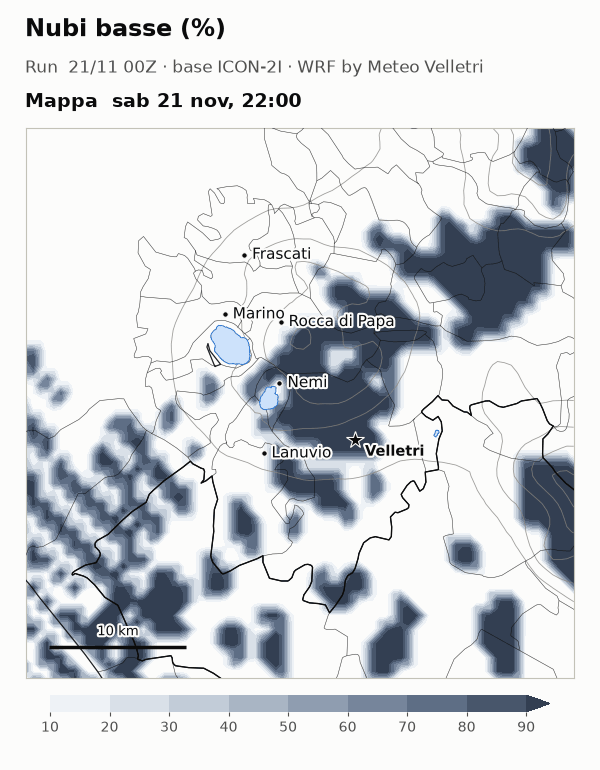 Nubi basse (%)
Run  21/11 00Z · base ICON-2I · WRF by Meteo Velletri
Mappa  sab 21 nov, 22:00
Frascati
Marino
Rocca di Papa
Nemi
Velletri
Lanuvio
10 km
10 20 30 40 50 60 70 80 90